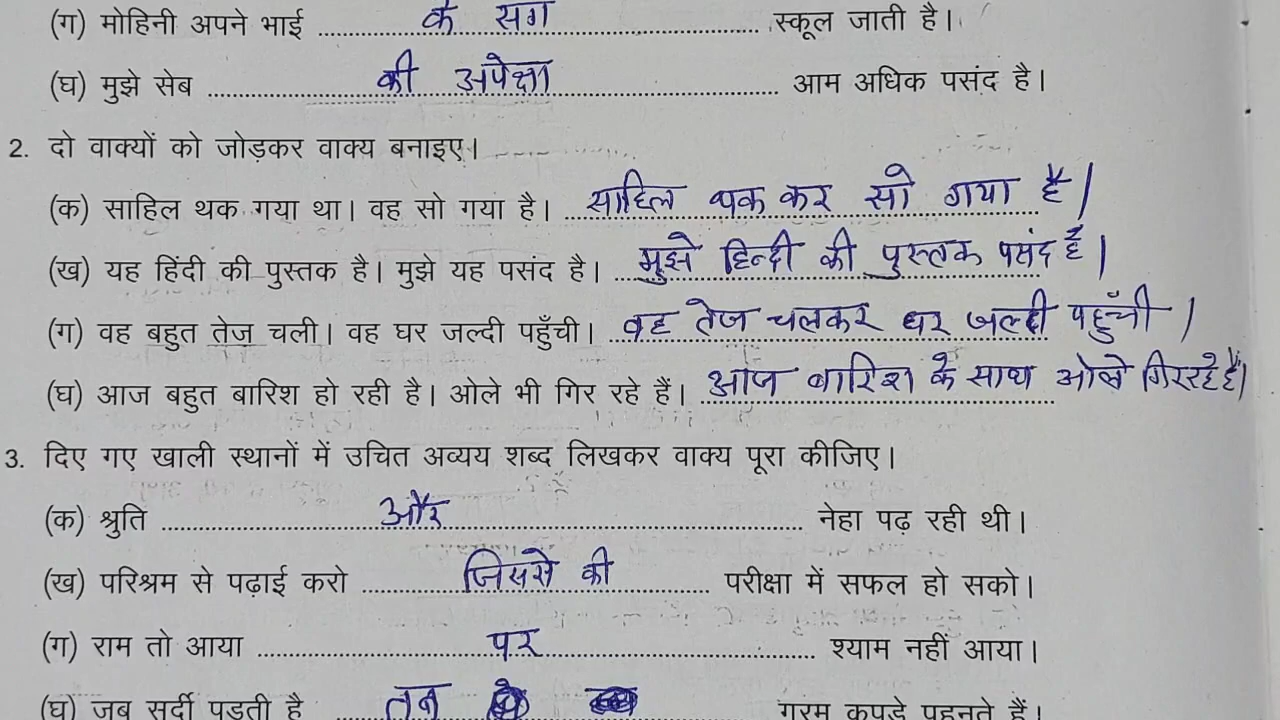 (ग) मोहिनी अपने भाई ........ के संग ........ स्कूल जाती है।
(घ) मुझे सेब ........ की अपेक्षा ........ आम अधिक पसंद है।
2. दो वाक्यों को जोड़कर वाक्य बनाइए।
(क) साहिल थक गया था। वह सो गया है। साहिल थक कर सो गया है।
(ख) यह हिंदी की पुस्तक है। मुझे यह पसंद है। मुझे हिन्दी की पुस्तक पसंद है।
(ग) वह बहुत तेज़ चली। वह घर जल्दी पहुँची। वह तेज चलकर घर जल्दी पहुँची।
(घ) आज बहुत बारिश हो रही है। ओले भी गिर रहे हैं। आज बारिश के साथ ओले गिर रहे हैं।
3. दिए गए खाली स्थानों में उचित अव्यय शब्द लिखकर वाक्य पूरा कीजिए।
(क) श्रुति ........ और ........ नेहा पढ़ रही थी।
(ख) परिश्रम से पढ़ाई करो ........ जिससे की ........ परीक्षा में सफल हो सको।
(ग) राम तो आया ........ पर ........ श्याम नहीं आया।
(घ) जब सर्दी पड़ती है ........ तब ........ गरम कपड़े पहनते हैं।